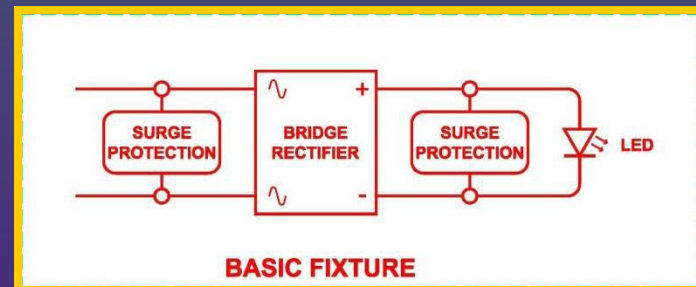 SURGE
PROTECTION
BRIDGE
RECTIFIER
+
-
SURGE
PROTECTION
LED
BASIC FIXTURE